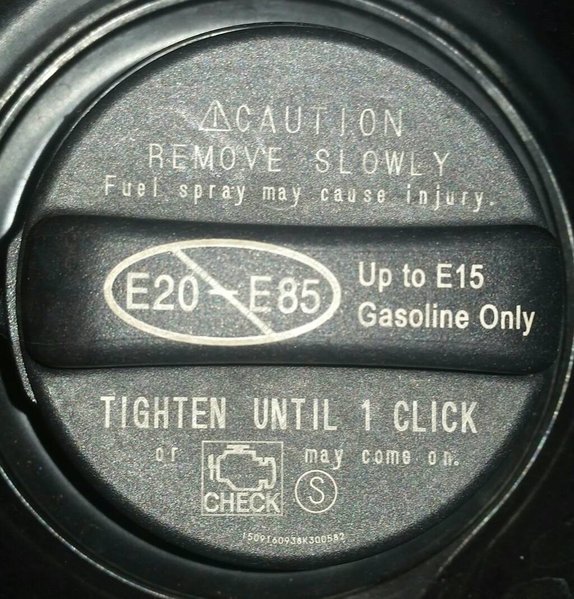 CAUTION
REMOVE SLOWLY
Fuel spray may cause injury.
E20-E85
Up to E15
Gasoline Only
TIGHTEN UNTIL 1 CLICK
or CHECK may come on.
S
1509160938K300582